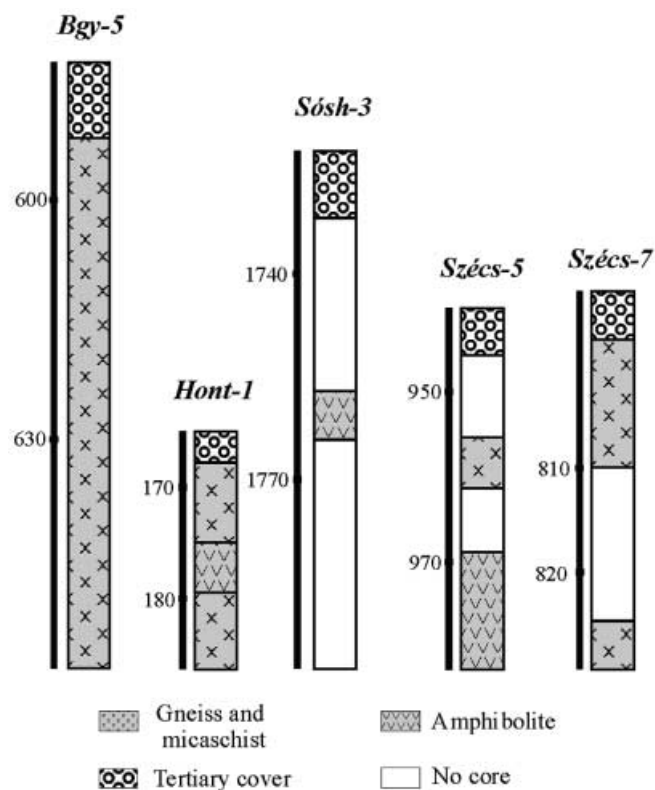 Bgy-5
Sósh-3
600
1740
Szécs-5
Szécs-7
950
Hont-1
630
170
1770
810
970
820
180
Gneiss and
micaschist
Amphibolite
Tertiary cover
No core